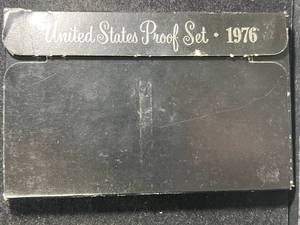 United States Proof Set • 1976